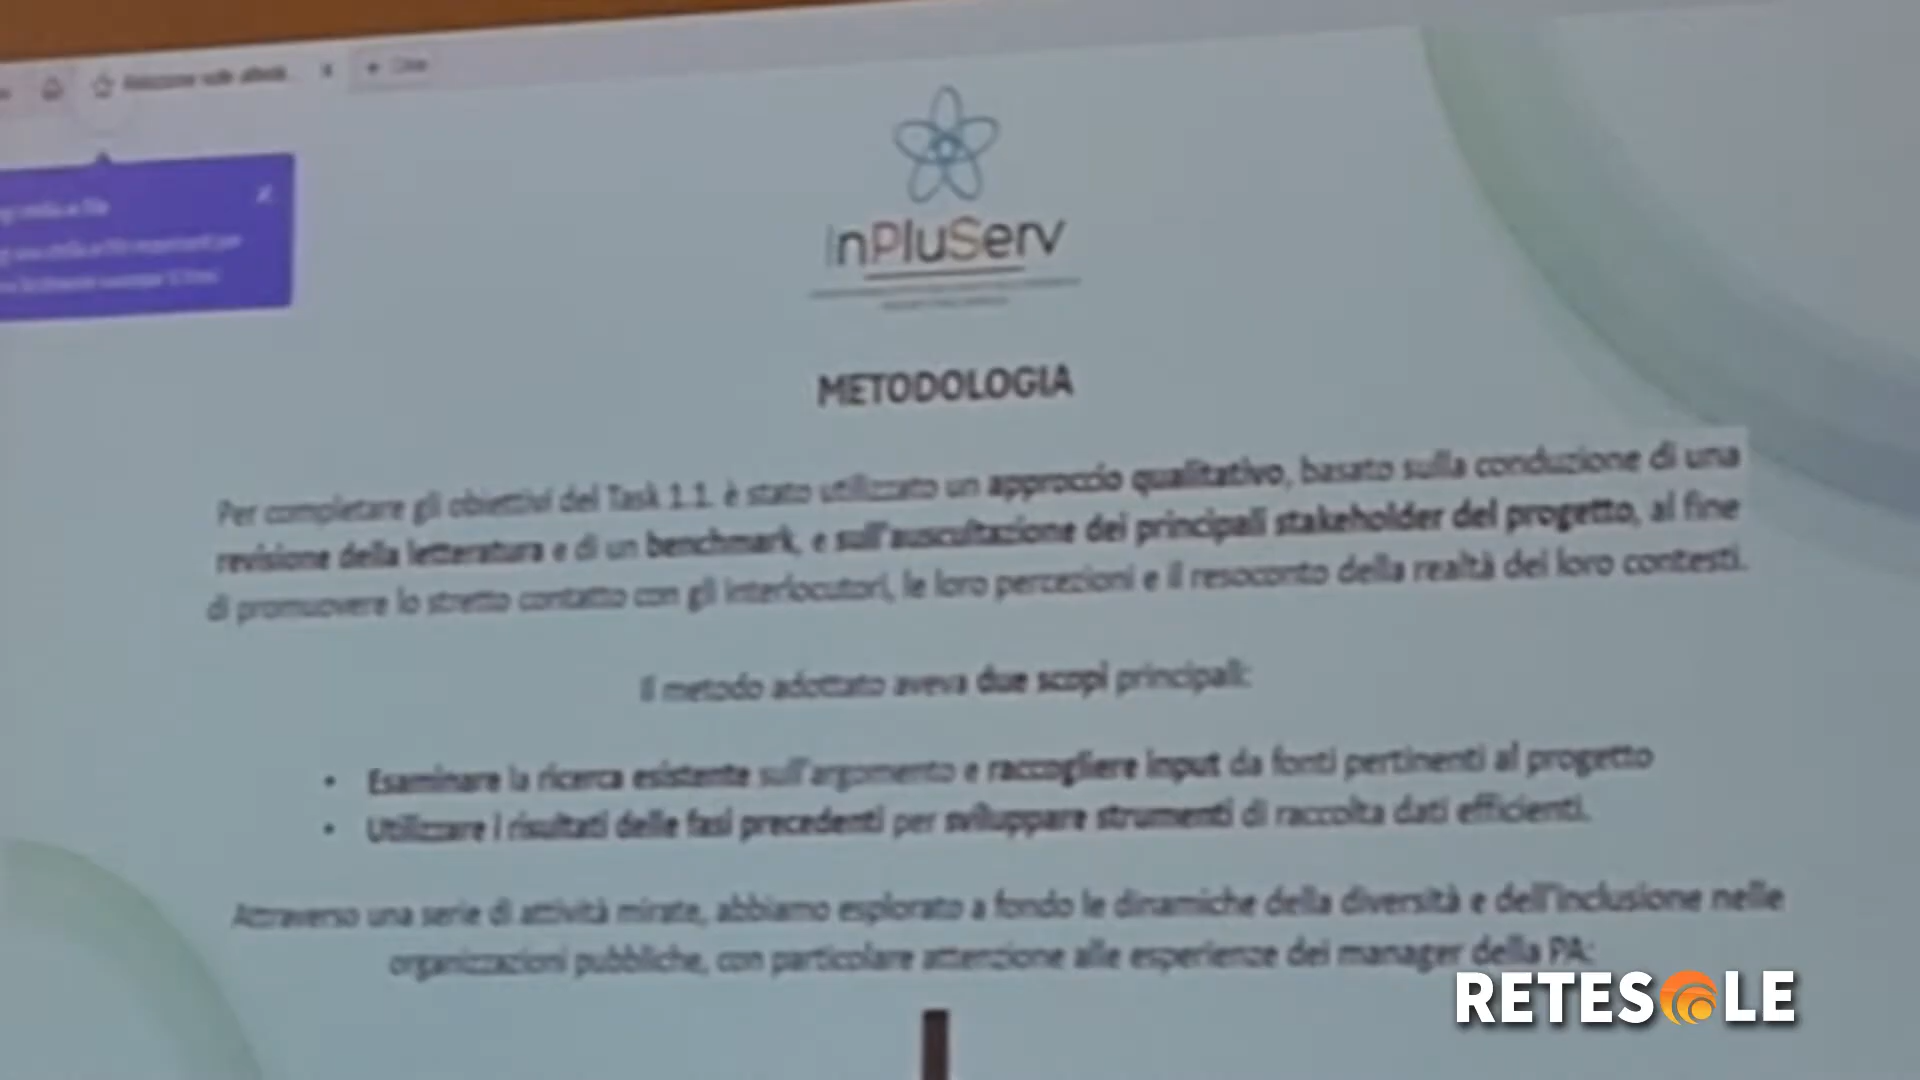 Relazione sulle attività
+ Crea
InPluServ
METODOLOGIA
Per completare gli obiettivi del Task 1.1. è stato utilizzato un approccio qualitativo, basato sulla conduzione di una
revisione della letteratura e di un benchmark, e sull'auscultazione dei principali stakeholder del progetto, al fine
di promuovere lo stretto contatto con gli interlocutori, le loro percezioni e il resoconto della realtà dei loro contesti.
Il metodo adottato aveva due scopi principali:
• Esaminare la ricerca esistente sull'argomento e raccogliere input da fonti pertinenti al progetto
• Utilizzare i risultati delle fasi precedenti per sviluppare strumenti di raccolta dati efficienti.
Attraverso una serie di attività mirate, abbiamo esplorato a fondo le dinamiche della diversità e dell'inclusione nelle
organizzazioni pubbliche, con particolare attenzione alle esperienze dei manager della PA:
RETESOLE